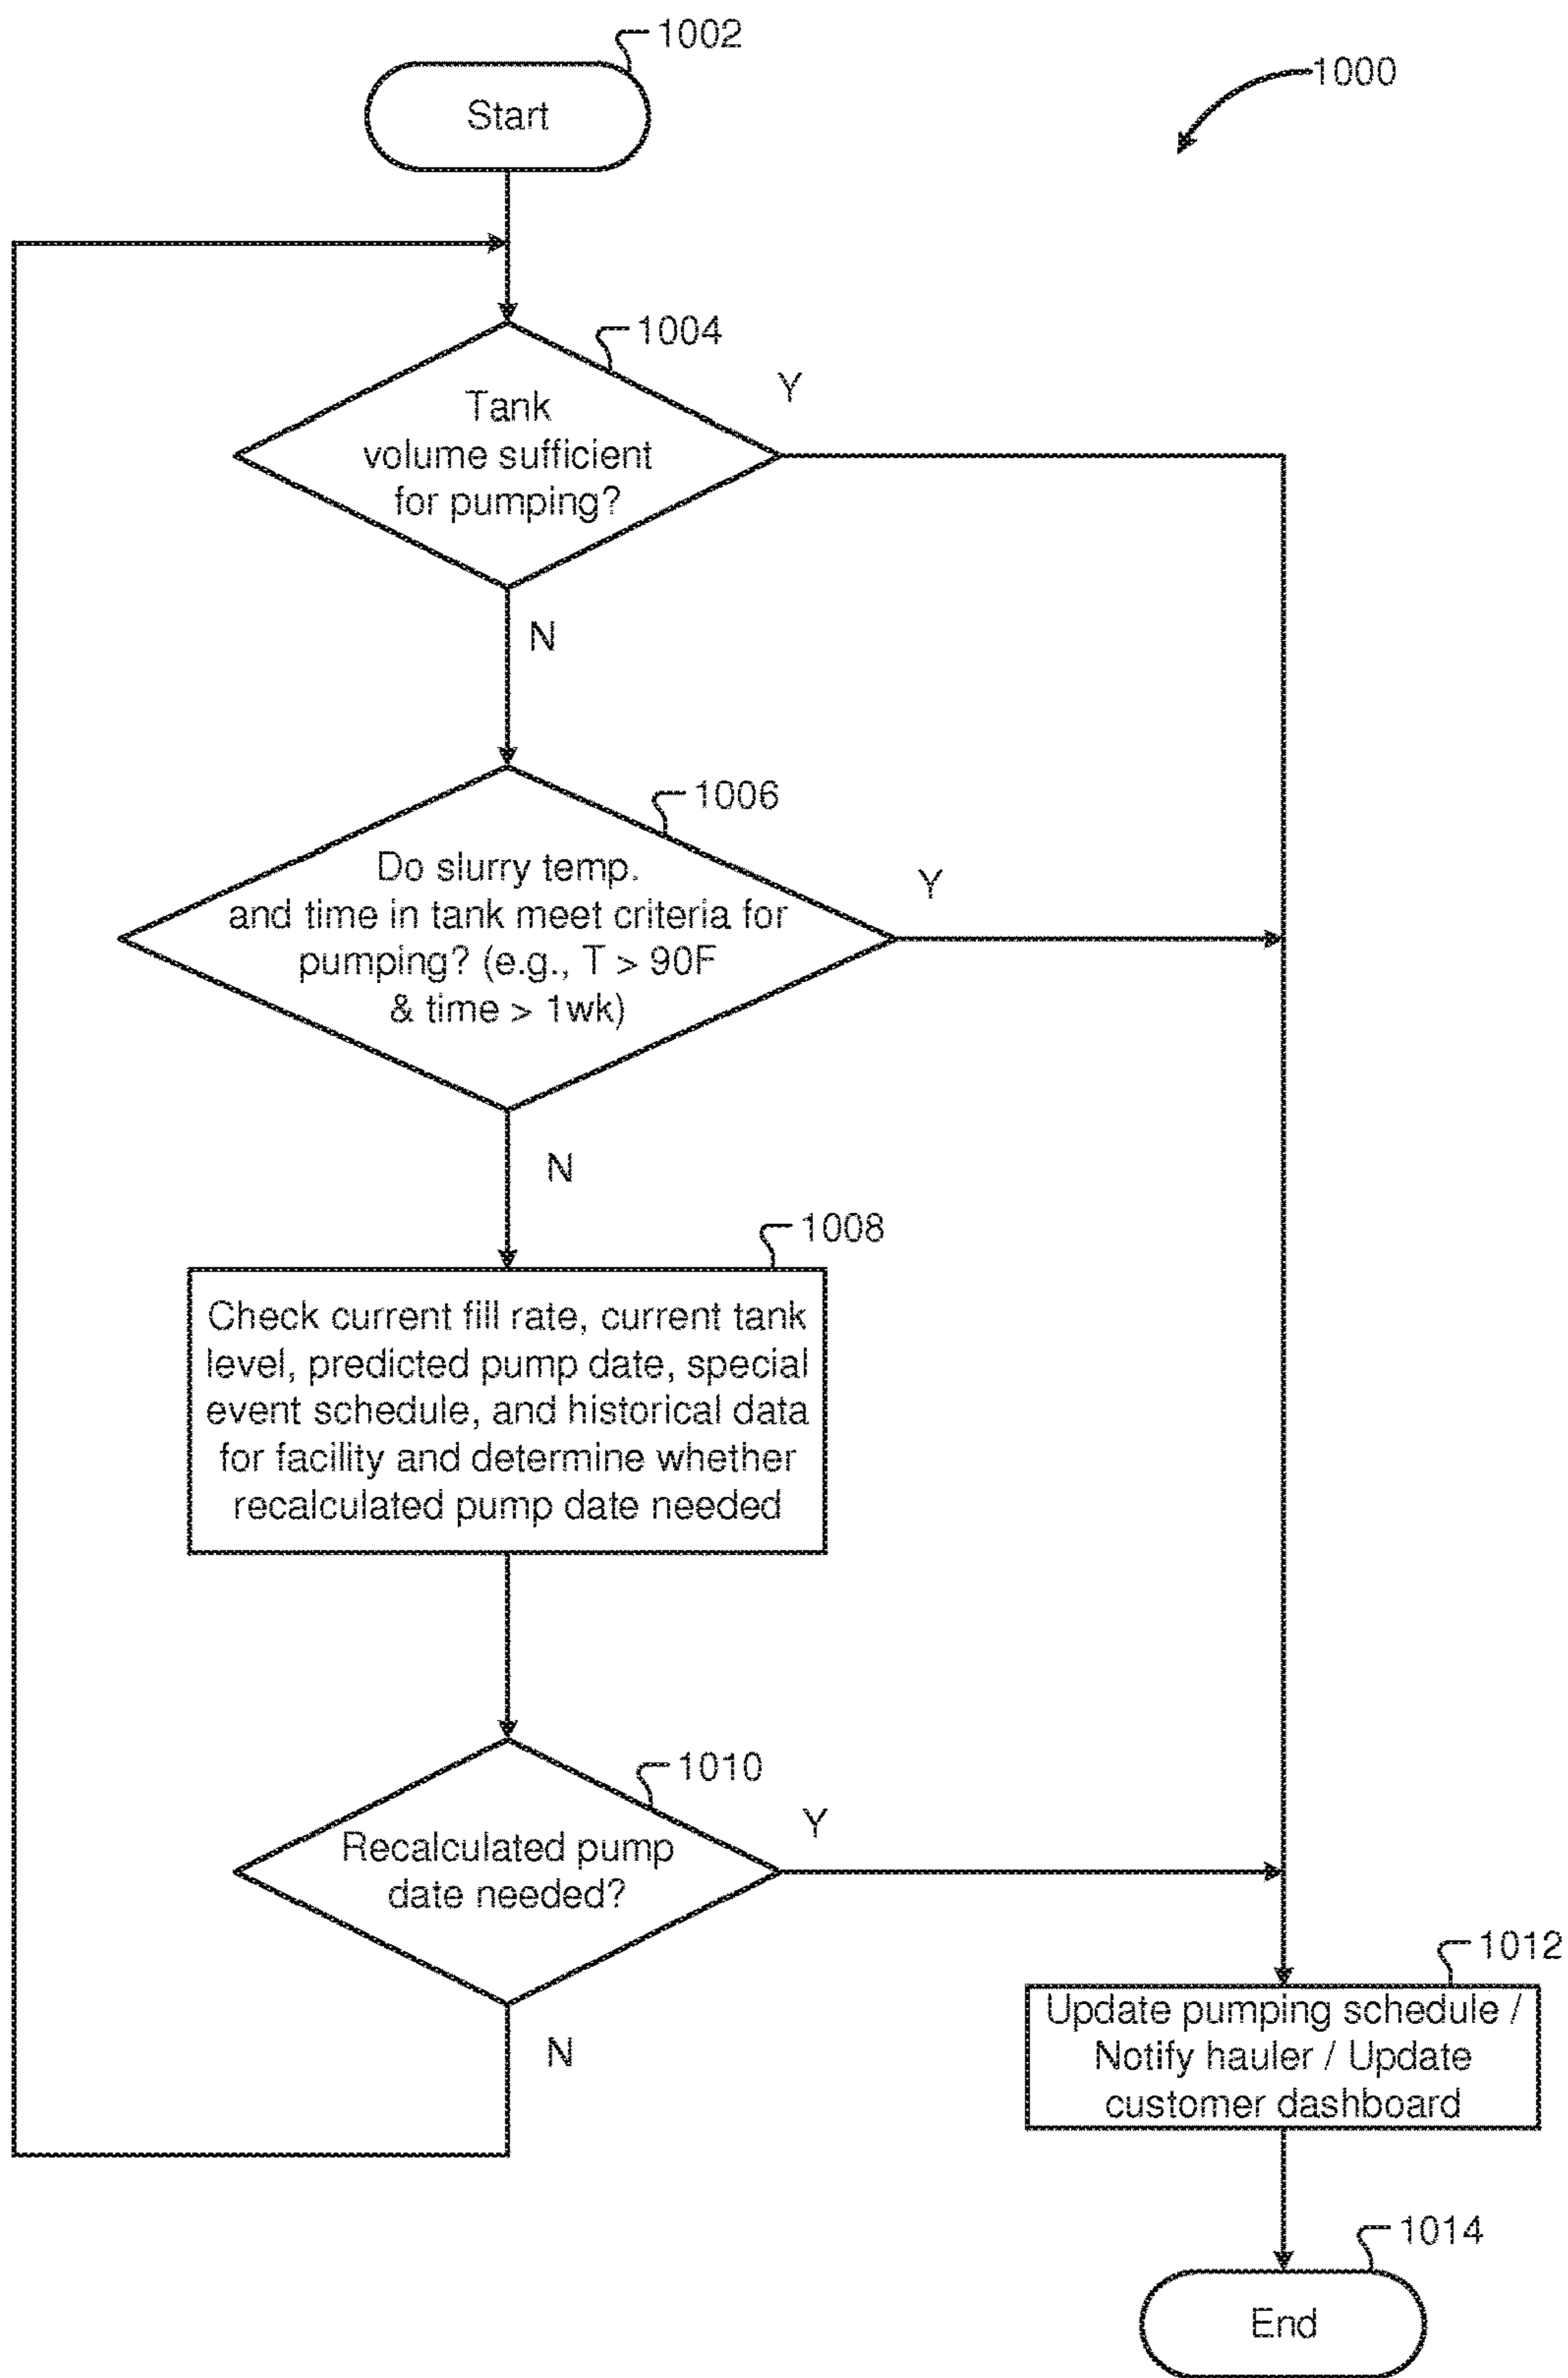 1002
Start
1000
1004
Y
Tank
volume sufficient
for pumping?
N
1006
Do slurry temp.
and time in tank meet criteria for
pumping? (e.g., T > 90F
& time > 1wk)
Y
N
1008
Check current fill rate, current tank
level, predicted pump date, special
event schedule, and historical data
for facility and determine whether
recalculated pump date needed
1010
Y
Recalculated pump
date needed?
N
1012
Update pumping schedule /
Notify hauler / Update
customer dashboard
1014
End